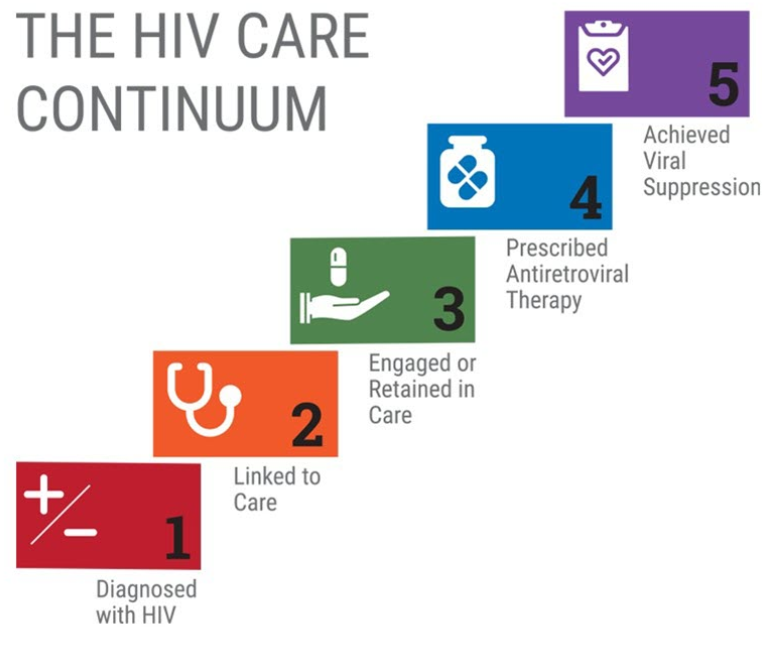 THE HIV CARE
CONTINUUM
1
Diagnosed
with HIV
2
Linked to
Care
3
Engaged or
Retained in
Care
4
Prescribed
Antiretroviral
Therapy
5
Achieved
Viral
Suppression